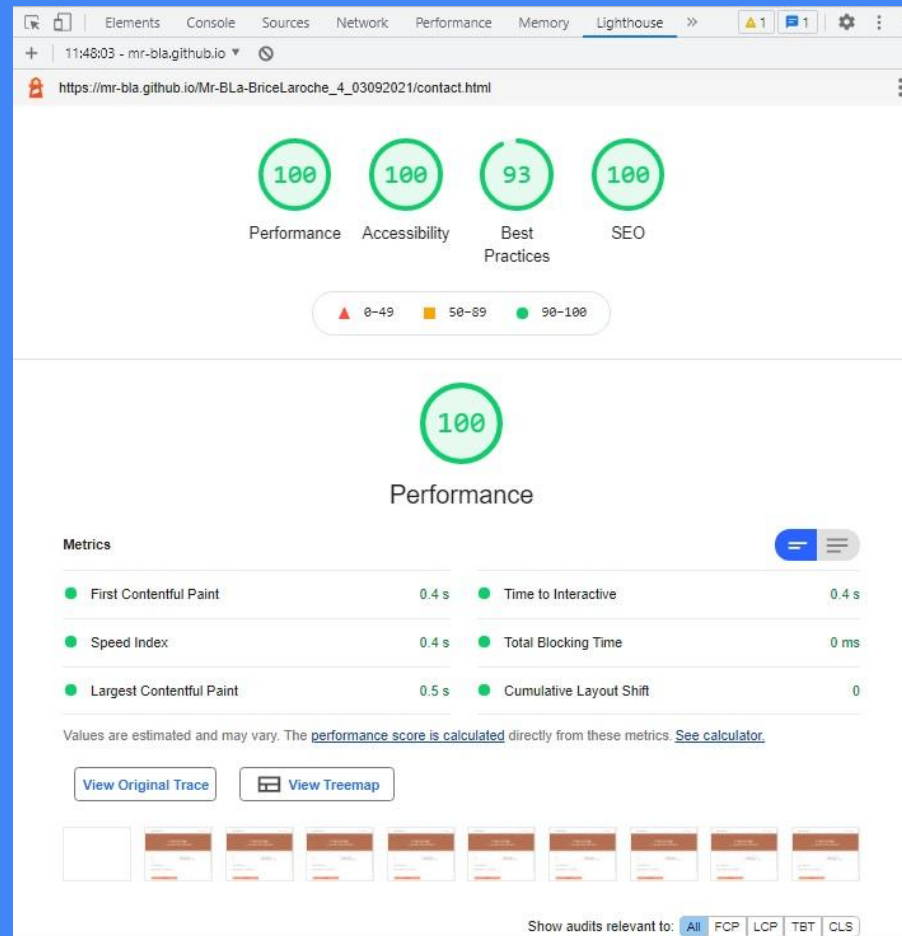 Elements Console Sources Network Performance Memory Lighthouse » 1 1
+ 11:48:03 - mr-bla.github.io ▼
https://mr-bla.github.io/Mr-BLa-BriceLaroche_4_03092021/contact.html
100 100 93 100
Performance Accessibility Best Practices SEO
0–49 50–89 90–100
100
Performance
Metrics
First Contentful Paint 0.4 s Time to Interactive 0.4 s
Speed Index 0.4 s Total Blocking Time 0 ms
Largest Contentful Paint 0.5 s Cumulative Layout Shift 0
Values are estimated and may vary. The performance score is calculated directly from these metrics. See calculator.
View Original Trace View Treemap
Show audits relevant to: All FCP LCP TBT CLS